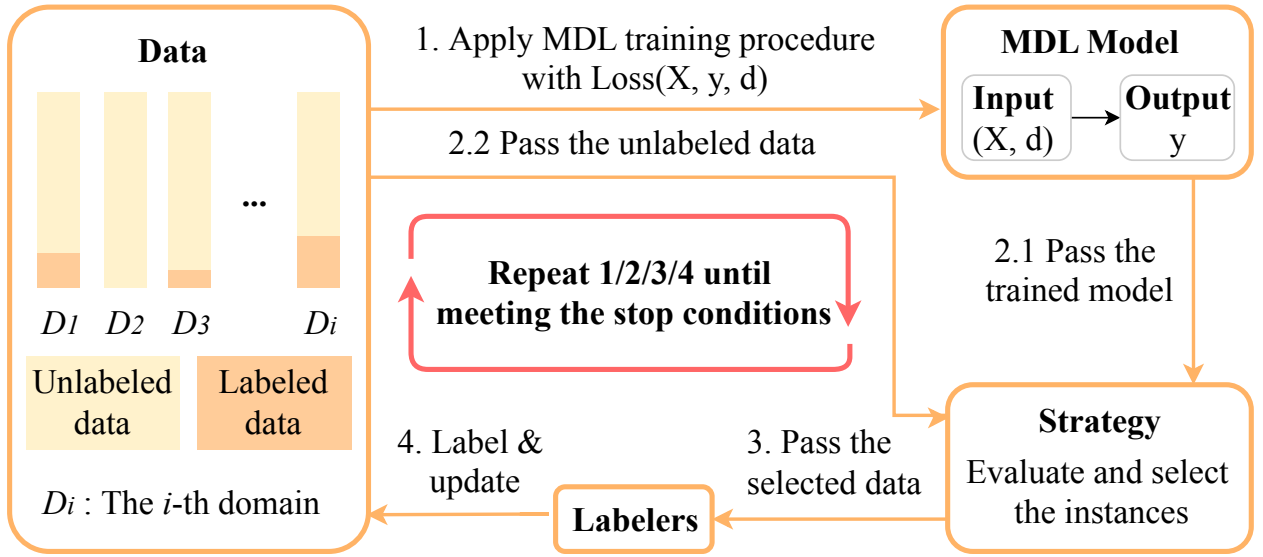 Data
...
D1 D2 D3 Di
Unlabeled
data
Labeled
data
Di : The i-th domain
1. Apply MDL training procedure
with Loss(X, y, d)
2.2 Pass the unlabeled data
MDL Model
Input
(X, d)
Output
y
Repeat 1/2/3/4 until
meeting the stop conditions
2.1 Pass the
trained model
Strategy
Evaluate and select
the instances
3. Pass the
selected data
Labelers
4. Label &
update